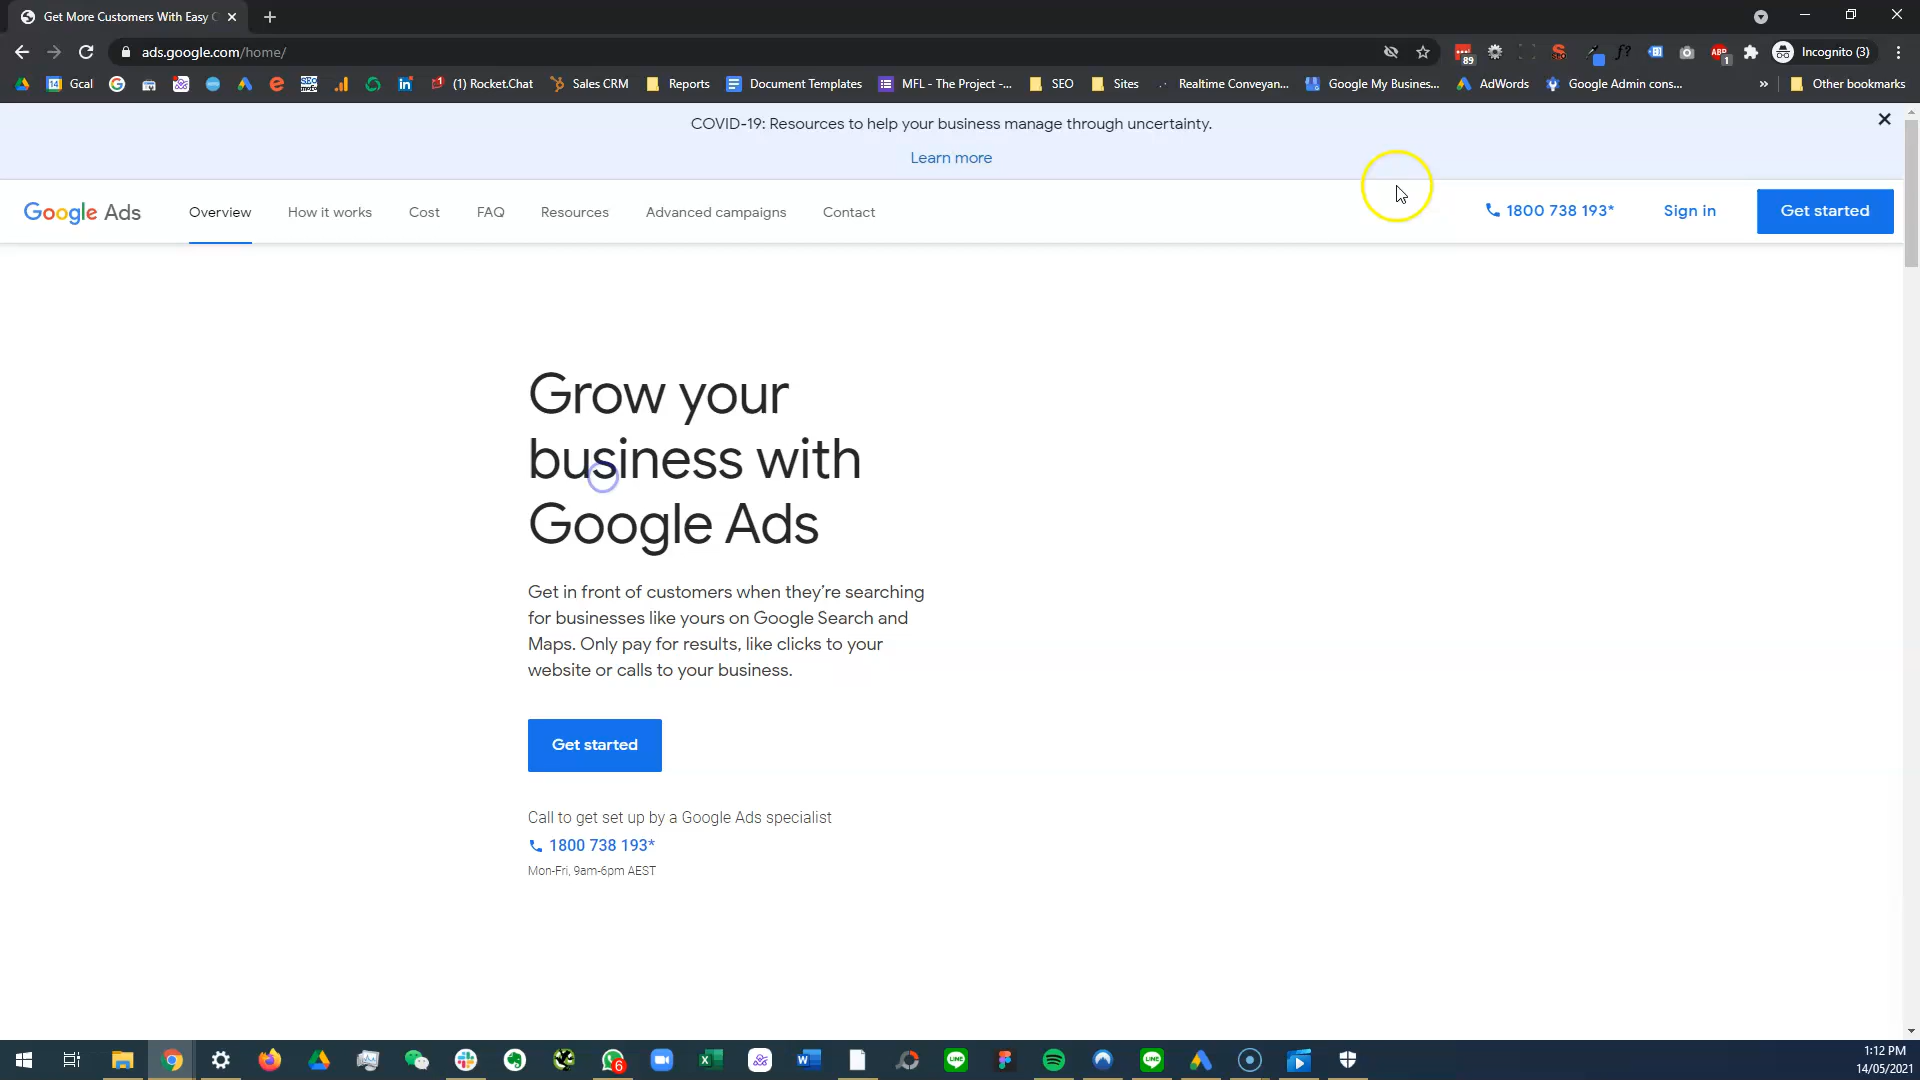 Get More Customers With Easy
ads.google.com/home/
89
1
Incognito (3)
Gcal
(1) Rocket.Chat
Sales CRM
Reports
Document Templates
MFL - The Project -...
SEO
Sites
Realtime Conveyan...
Google My Busines...
AdWords
Google Admin cons...
Other bookmarks
COVID-19: Resources to help your business manage through uncertainty.
Learn more
Google Ads
Overview
How it works
Cost
FAQ
Resources
Advanced campaigns
Contact
1800 738 193*
Sign in
Get started
Grow your
business with
Google Ads
Get in front of customers when they’re searching
for businesses like yours on Google Search and
Maps. Only pay for results, like clicks to your
website or calls to your business.
Get started
Call to get set up by a Google Ads specialist
1800 738 193*
Mon-Fri, 9am-6pm AEST
6
1:12 PM
14/05/2021